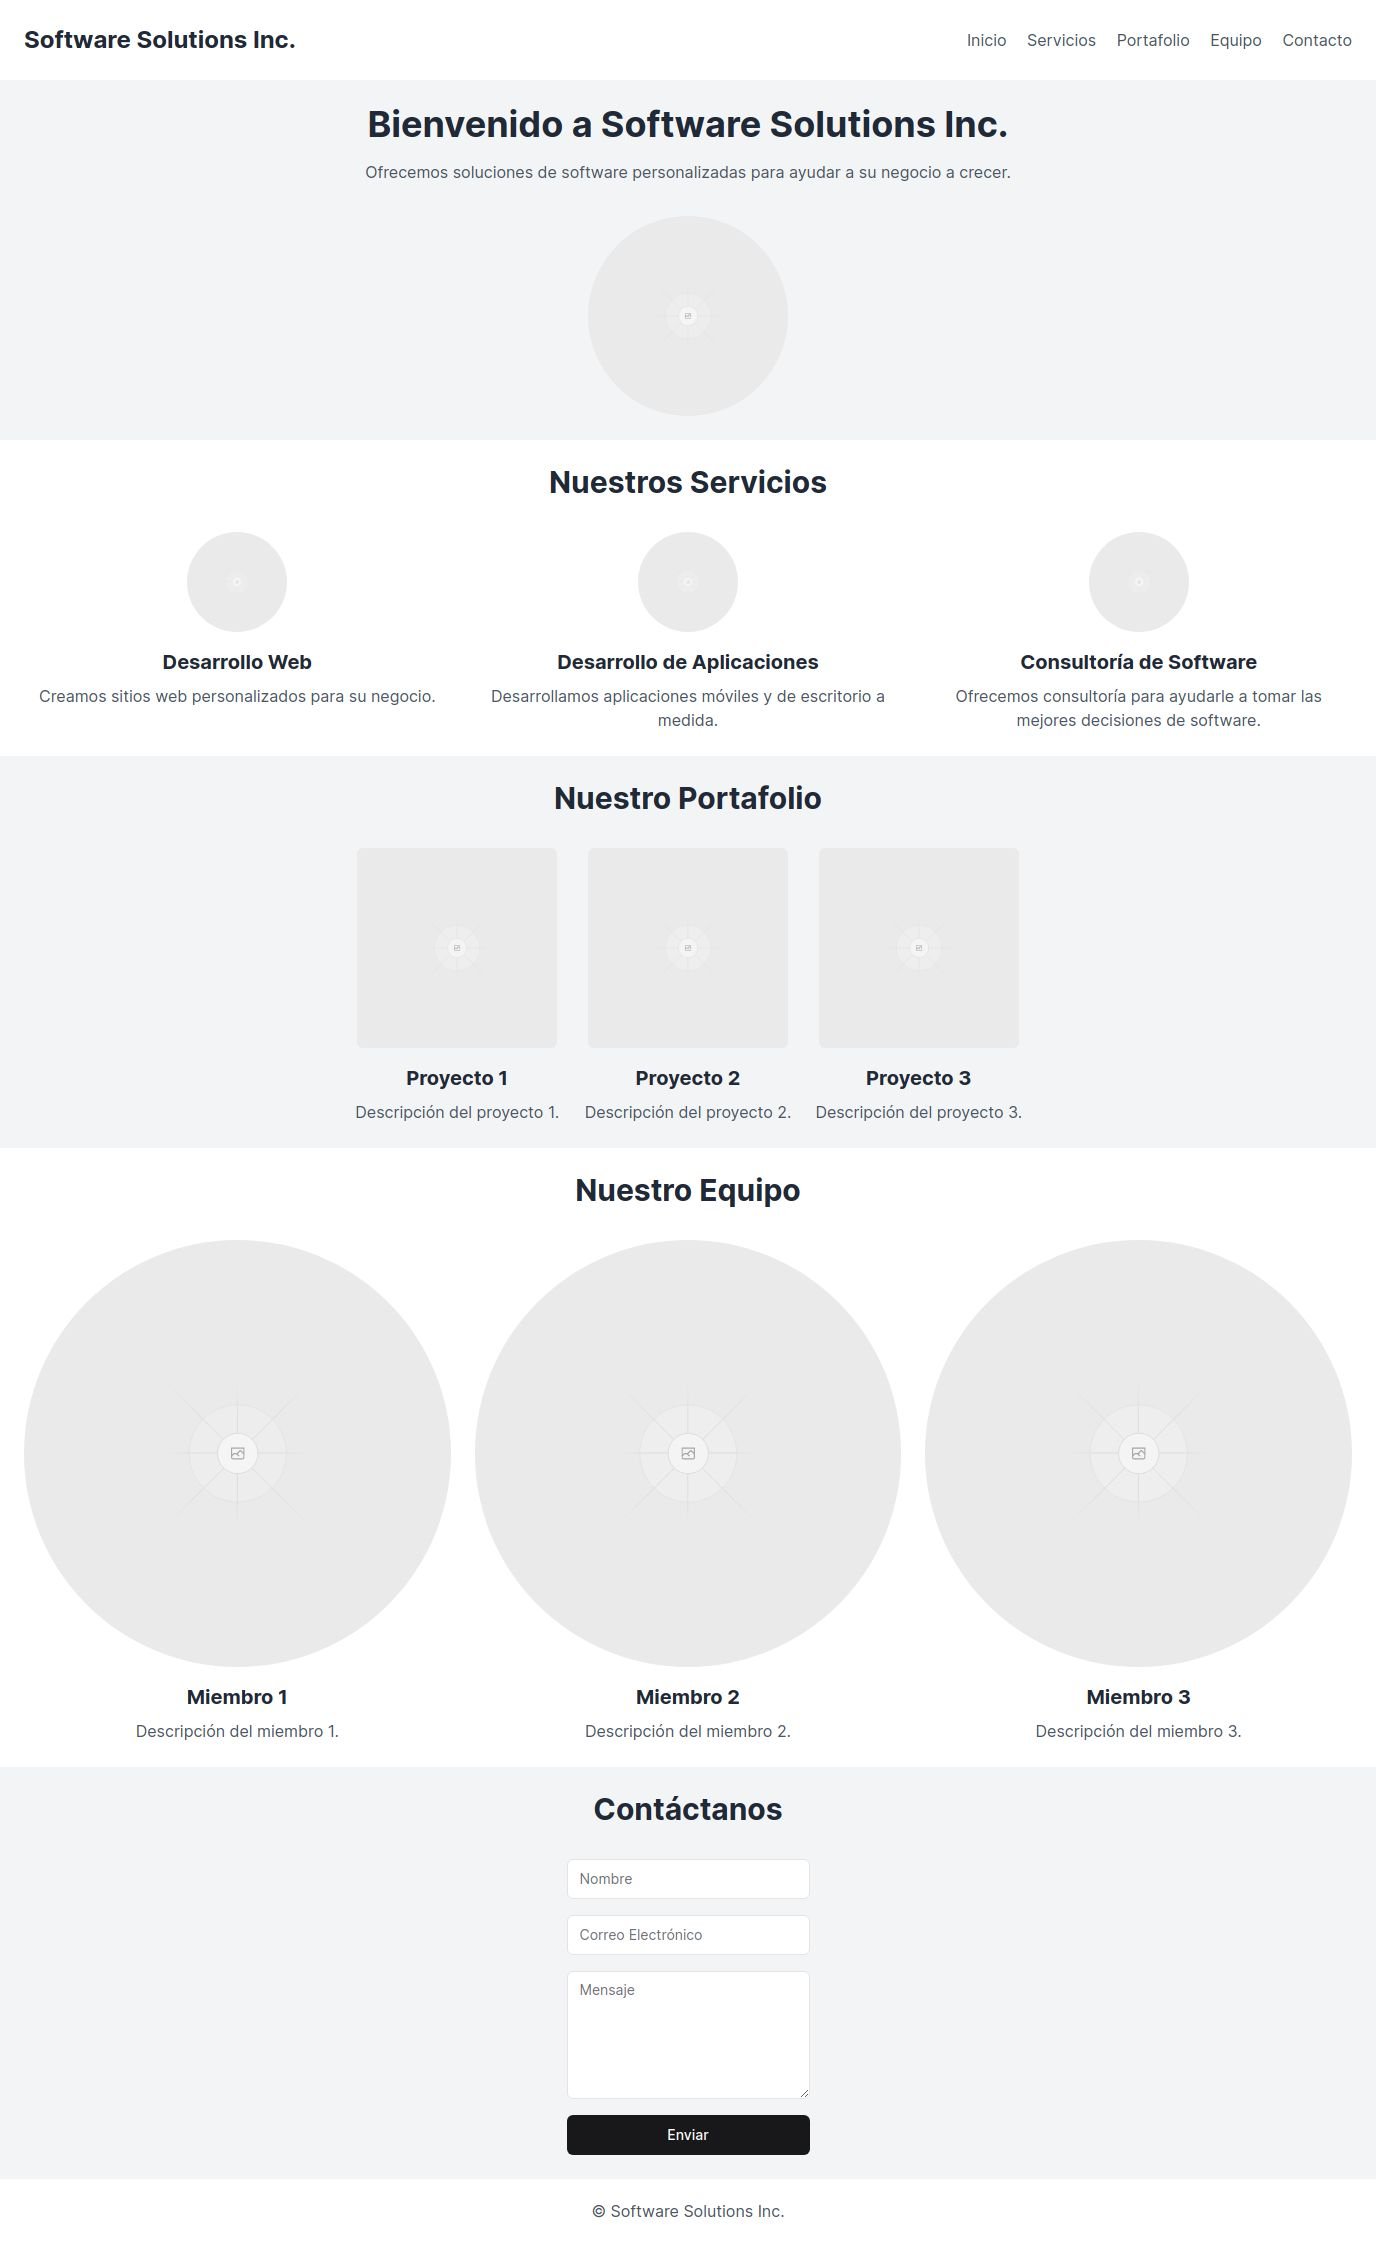 Software Solutions Inc.
Inicio Servicios Portafolio Equipo Contacto
Bienvenido a Software Solutions Inc.
Ofrecemos soluciones de software personalizadas para ayudar a su negocio a crecer.
Nuestros Servicios
Desarrollo Web
Creamos sitios web personalizados para su negocio.
Desarrollo de Aplicaciones
Desarrollamos aplicaciones móviles y de escritorio a
medida.
Consultoría de Software
Ofrecemos consultoría para ayudarle a tomar las
mejores decisiones de software.
Nuestro Portafolio
Proyecto 1
Descripción del proyecto 1.
Proyecto 2
Descripción del proyecto 2.
Proyecto 3
Descripción del proyecto 3.
Nuestro Equipo
Miembro 1
Descripción del miembro 1.
Miembro 2
Descripción del miembro 2.
Miembro 3
Descripción del miembro 3.
Contáctanos
Nombre
Correo Electrónico
Mensaje
Enviar
© Software Solutions Inc.